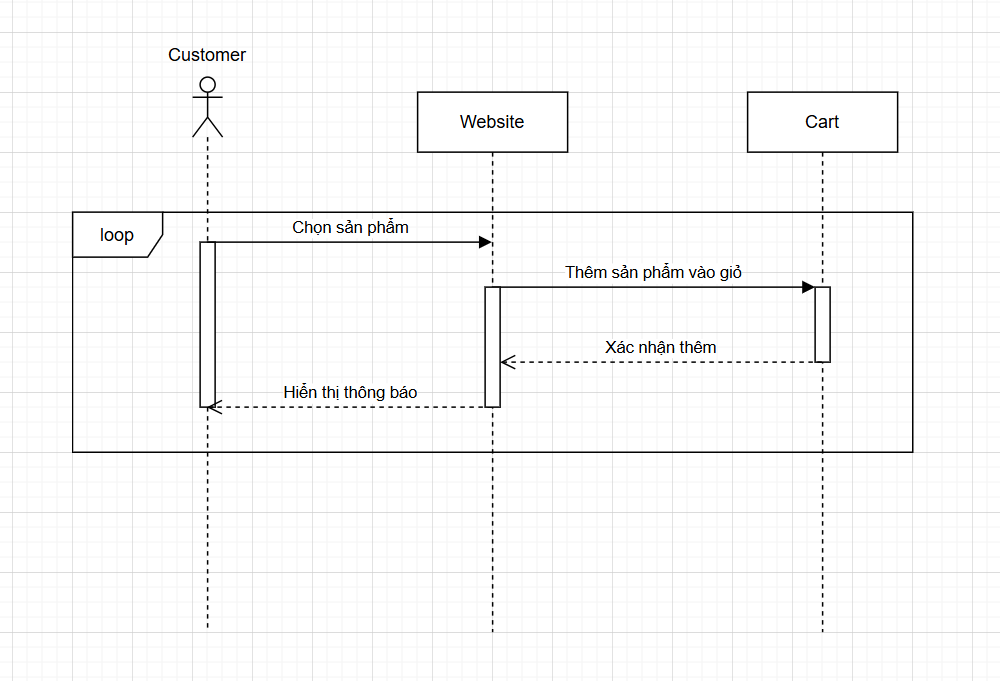 Customer
Website
Cart
loop
Chọn sản phẩm
Thêm sản phẩm vào giỏ
Xác nhận thêm
Hiển thị thông báo